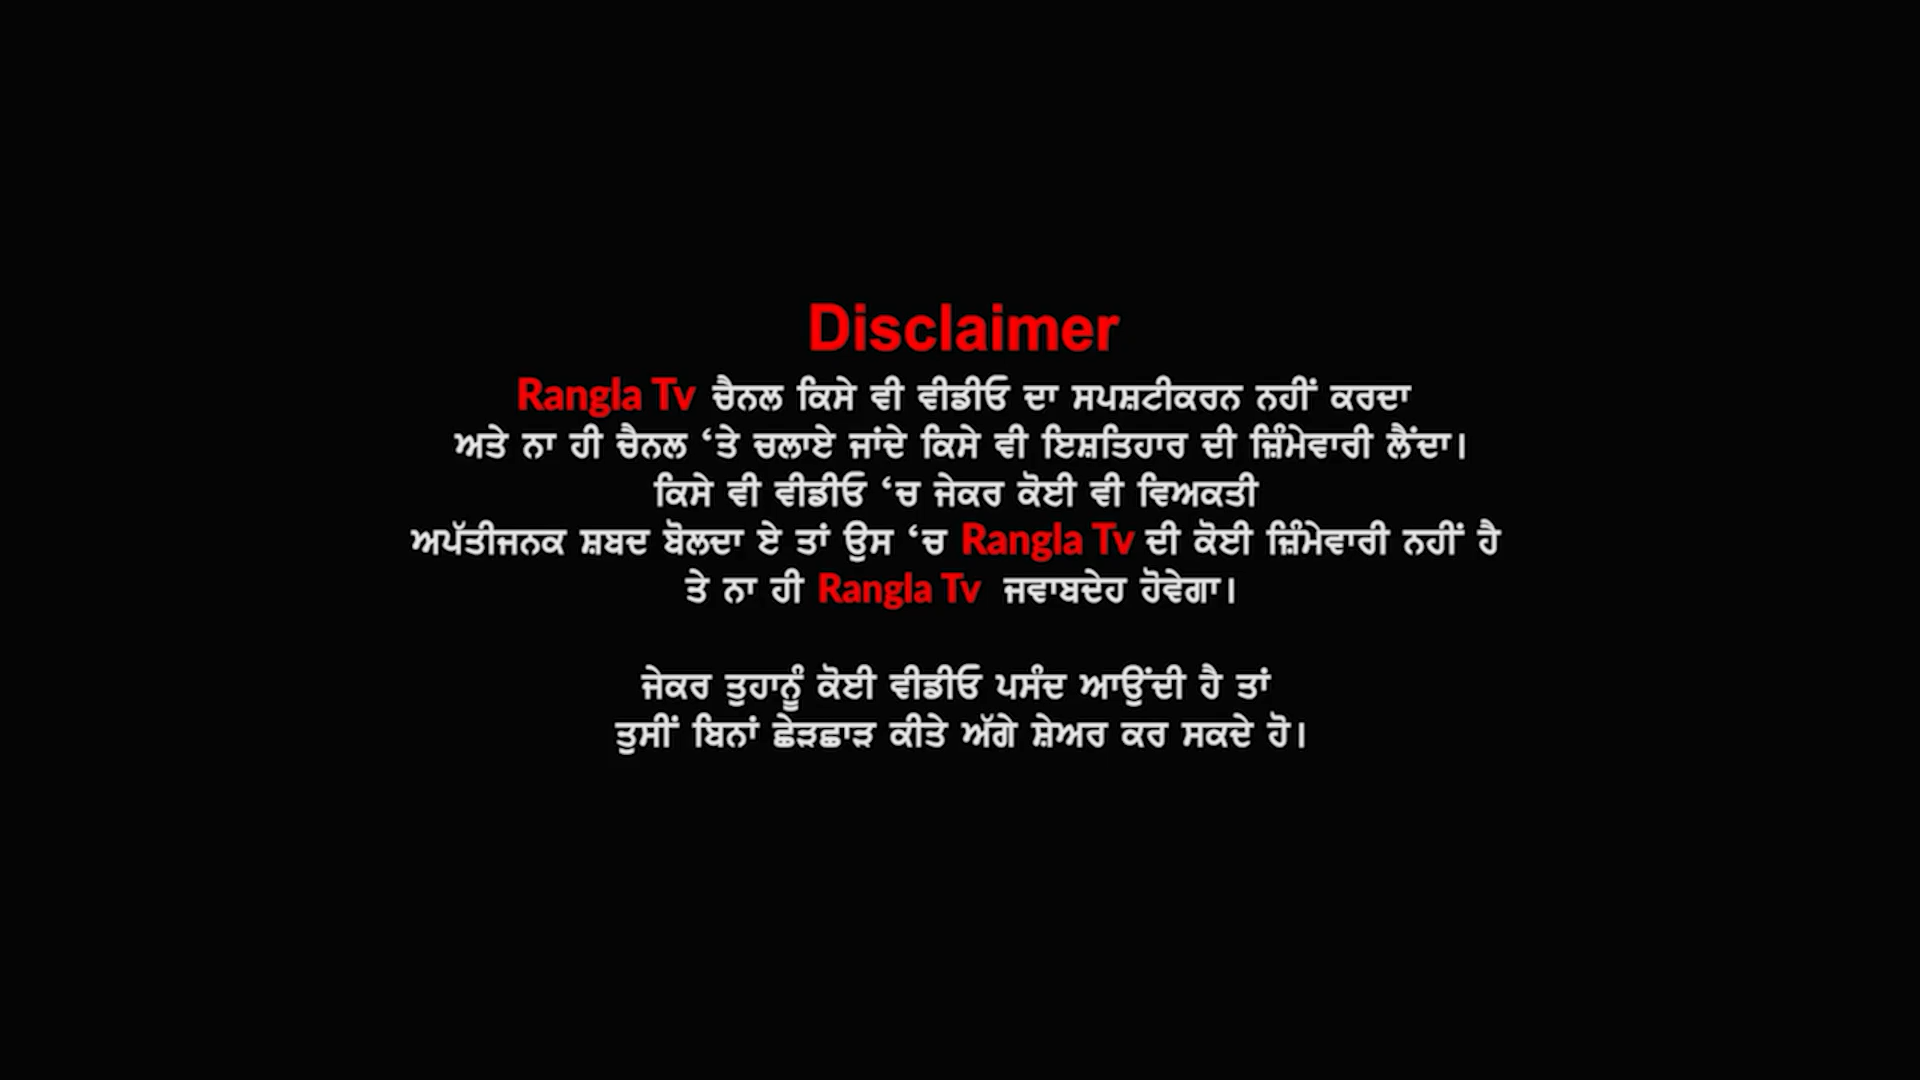 Disclaimer
Rangla Tv ਚੈਨਲ ਕਿਸੇ ਵੀ ਵੀਡੀਓ ਦਾ ਸਪਸ਼ਟੀਕਰਨ ਨਹੀਂ ਕਰਦਾ
ਅਤੇ ਨਾ ਹੀ ਚੈਨਲ ‘ਤੇ ਚਲਾਏ ਜਾਂਦੇ ਕਿਸੇ ਵੀ ਇਸ਼ਤਿਹਾਰ ਦੀ ਜ਼ਿੰਮੇਵਾਰੀ ਲੈਂਦਾ।
ਕਿਸੇ ਵੀ ਵੀਡੀਓ ‘ਚ ਜੇਕਰ ਕੋਈ ਵੀ ਵਿਅਕਤੀ
ਅਪੱਤੀਜਨਕ ਸ਼ਬਦ ਬੋਲਦਾ ਏ ਤਾਂ ਉਸ ‘ਚ Rangla Tv ਦੀ ਕੋਈ ਜ਼ਿੰਮੇਵਾਰੀ ਨਹੀਂ ਹੈ
ਤੇ ਨਾ ਹੀ Rangla Tv ਜਵਾਬਦੇਹ ਹੋਵੇਗਾ।
ਜੇਕਰ ਤੁਹਾਨੂੰ ਕੋਈ ਵੀਡੀਓ ਪਸੰਦ ਆਉਂਦੀ ਹੈ ਤਾਂ
ਤੁਸੀਂ ਬਿਨਾਂ ਛੇੜਛਾੜ ਕੀਤੇ ਅੱਗੇ ਸ਼ੇਅਰ ਕਰ ਸਕਦੇ ਹੋ।